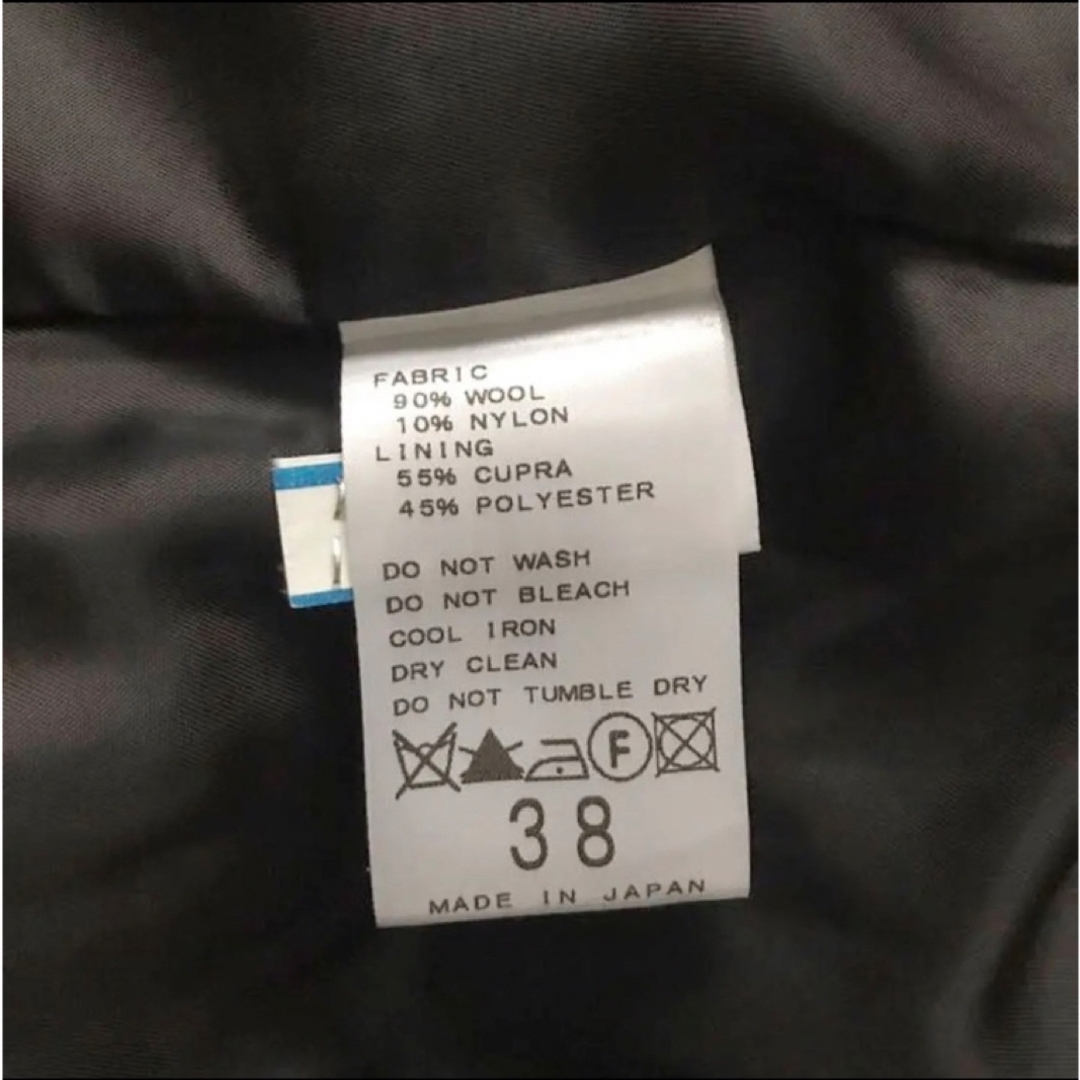 FABRIC
90% WOOL
10% NYLON
LINING
55% CUPRA
45% POLYESTER
DO NOT WASH
DO NOT BLEACH
COOL IRON
DRY CLEAN
DO NOT TUMBLE DRY
F
38
MADE IN JAPAN